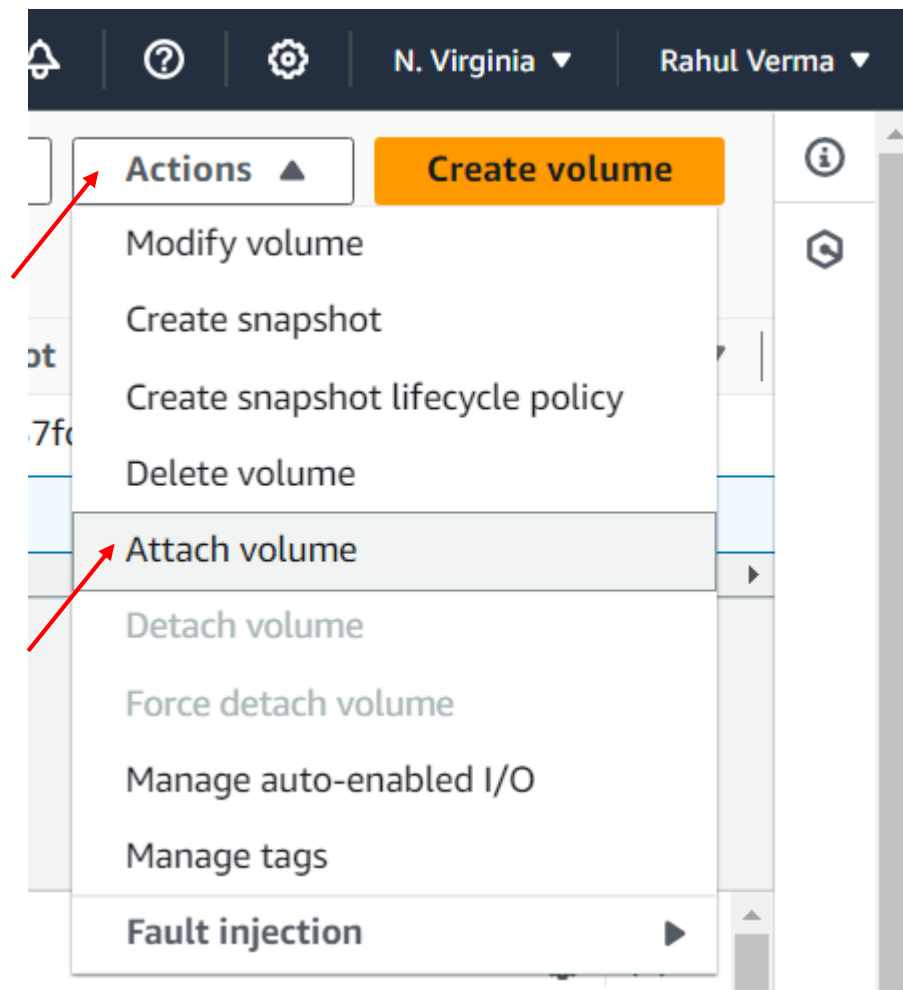 N. Virginia ▼ Rahul Verma ▼
Actions ▲ Create volume
Modify volume
Create snapshot
ot
Create snapshot lifecycle policy
7fc
Delete volume
Attach volume
Detach volume
Force detach volume
Manage auto-enabled I/O
Manage tags
Fault injection ▶